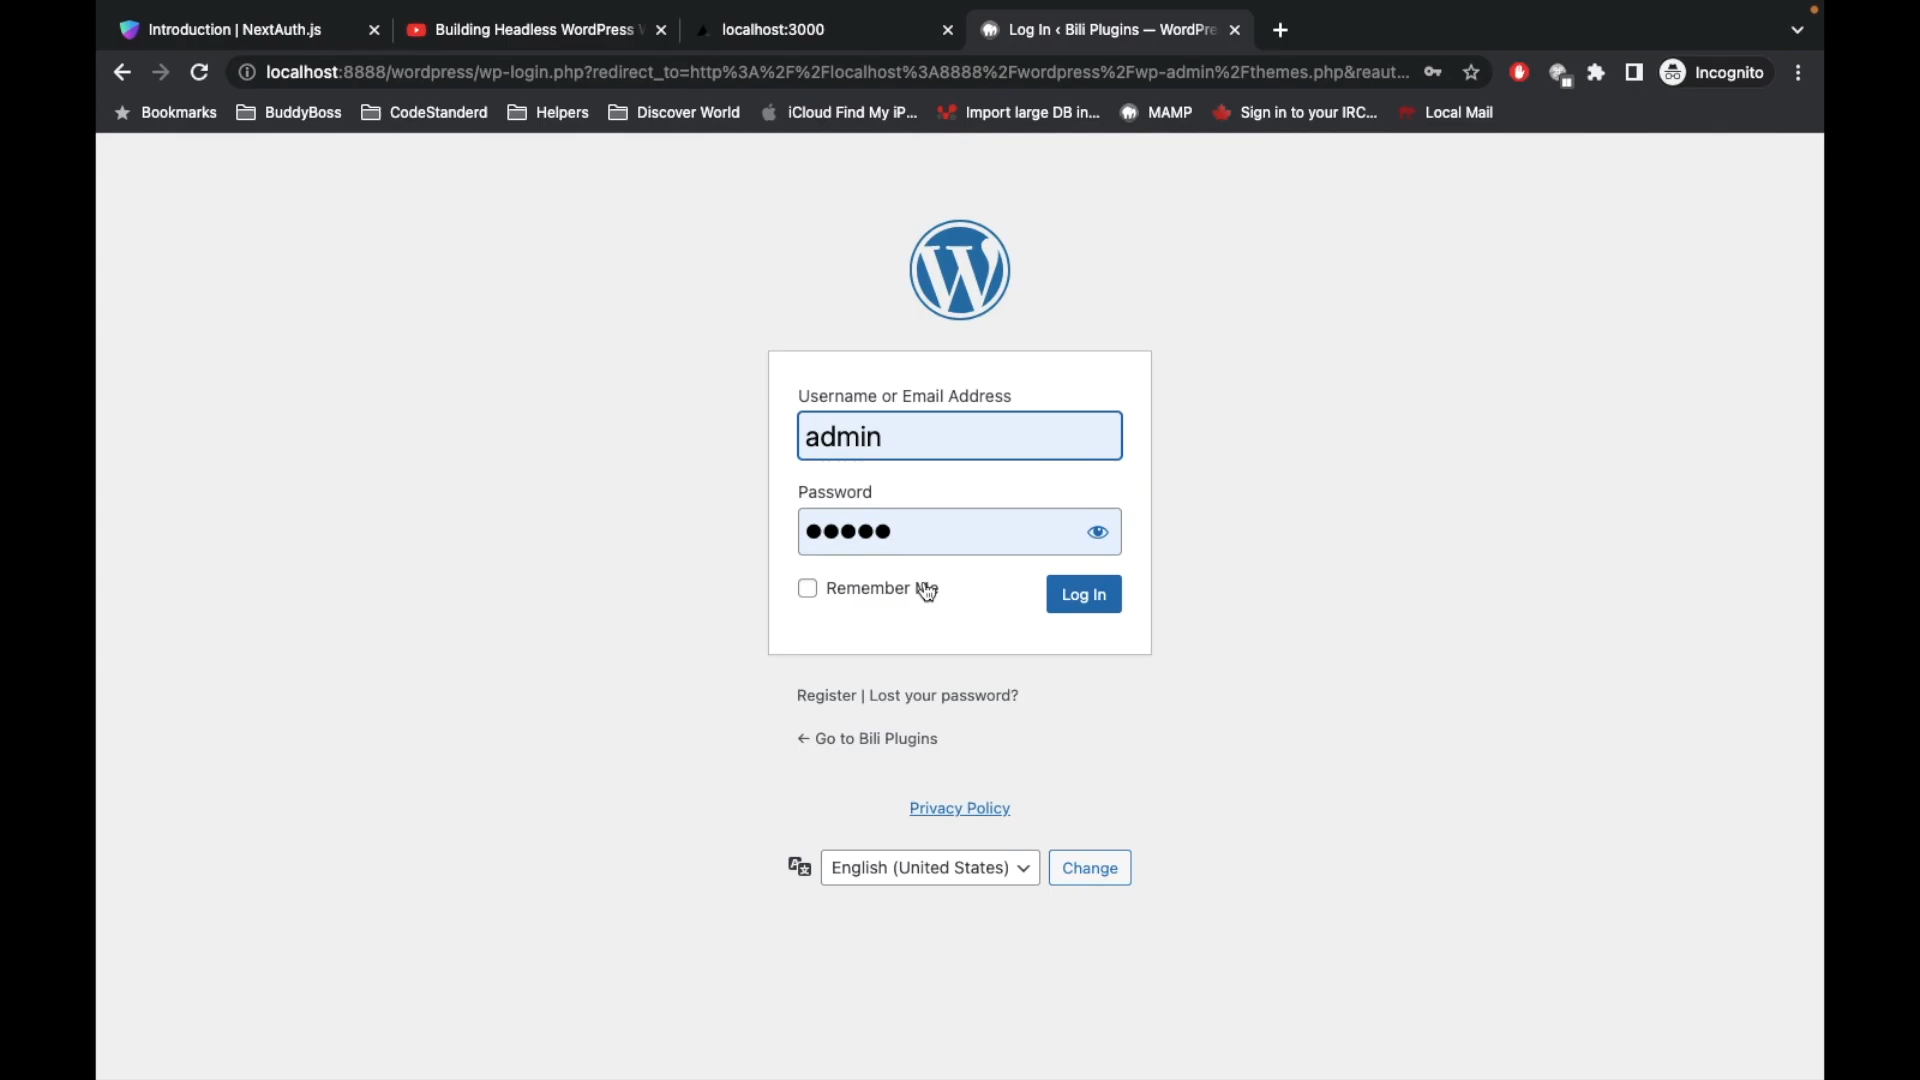 Introduction | NextAuth.js
Building Headless WordPress
localhost:3000
Log In ‹ Bili Plugins — WordPre
localhost:8888/wordpress/wp-login.php?redirect_to=http%3A%2F%2Flocalhost%3A8888%2Fwordpress%2Fwp-admin%2Fthemes.php&reaut...
Incognito
Bookmarks
BuddyBoss
CodeStanderd
Helpers
Discover World
iCloud Find My iP...
Import large DB in...
MAMP
Sign in to your IRC...
Local Mail
Username or Email Address
admin
Password
Remember Me
Log In
Register | Lost your password?
← Go to Bili Plugins
Privacy Policy
English (United States)
Change